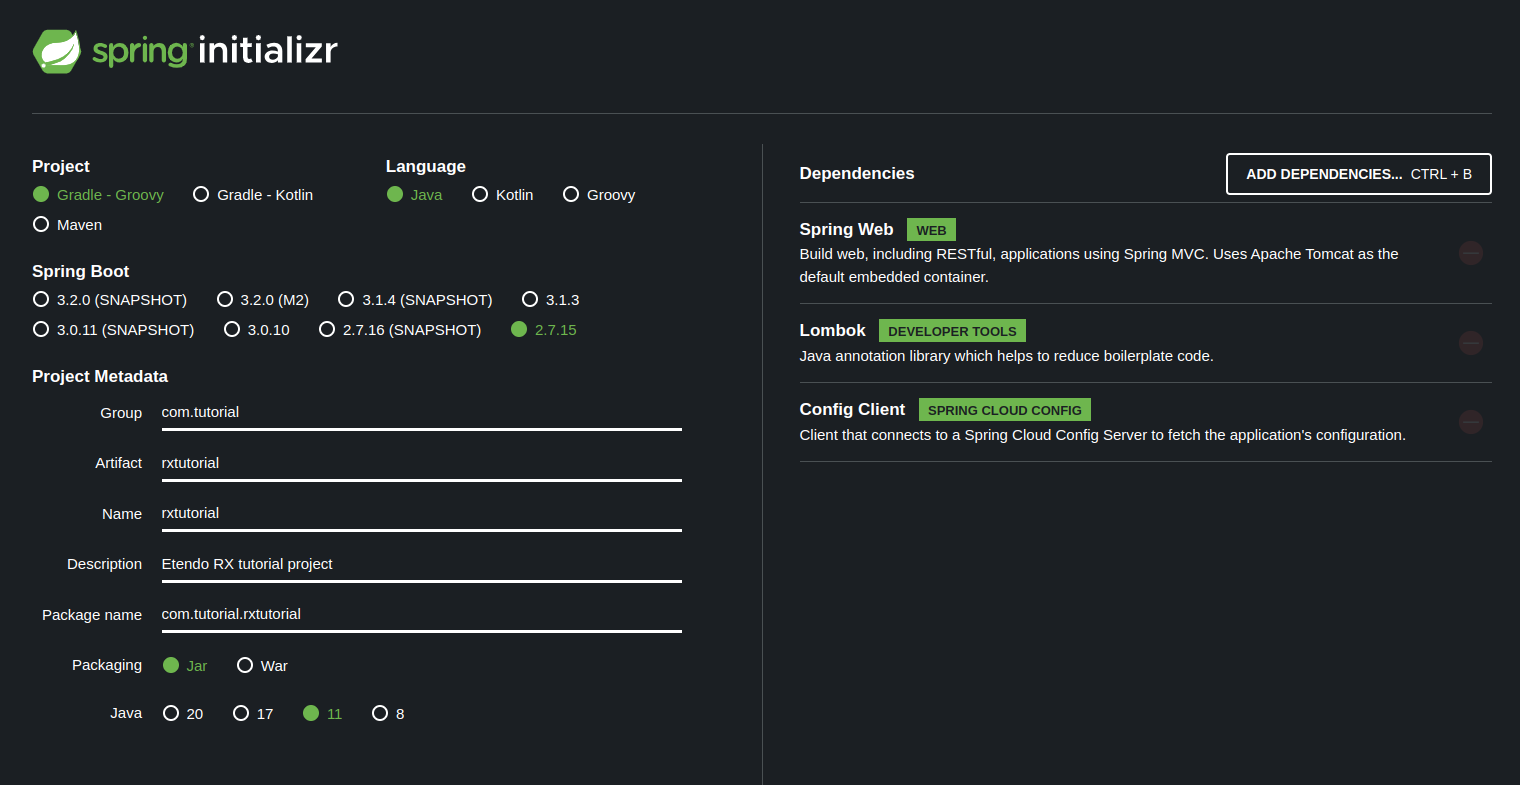 spring initializr
Project
Gradle - Groovy Gradle - Kotlin
Maven
Language
Java Kotlin Groovy
Spring Boot
3.2.0 (SNAPSHOT) 3.2.0 (M2) 3.1.4 (SNAPSHOT) 3.1.3
3.0.11 (SNAPSHOT) 3.0.10 2.7.16 (SNAPSHOT) 2.7.15
Project Metadata
Group com.tutorial
Artifact rxtutorial
Name rxtutorial
Description Etendo RX tutorial project
Package name com.tutorial.rxtutorial
Packaging Jar War
Java 20 17 11 8
Dependencies ADD DEPENDENCIES... CTRL + B
Spring Web WEB
Build web, including RESTful, applications using Spring MVC. Uses Apache Tomcat as the
default embedded container.
Lombok DEVELOPER TOOLS
Java annotation library which helps to reduce boilerplate code.
Config Client SPRING CLOUD CONFIG
Client that connects to a Spring Cloud Config Server to fetch the application's configuration.